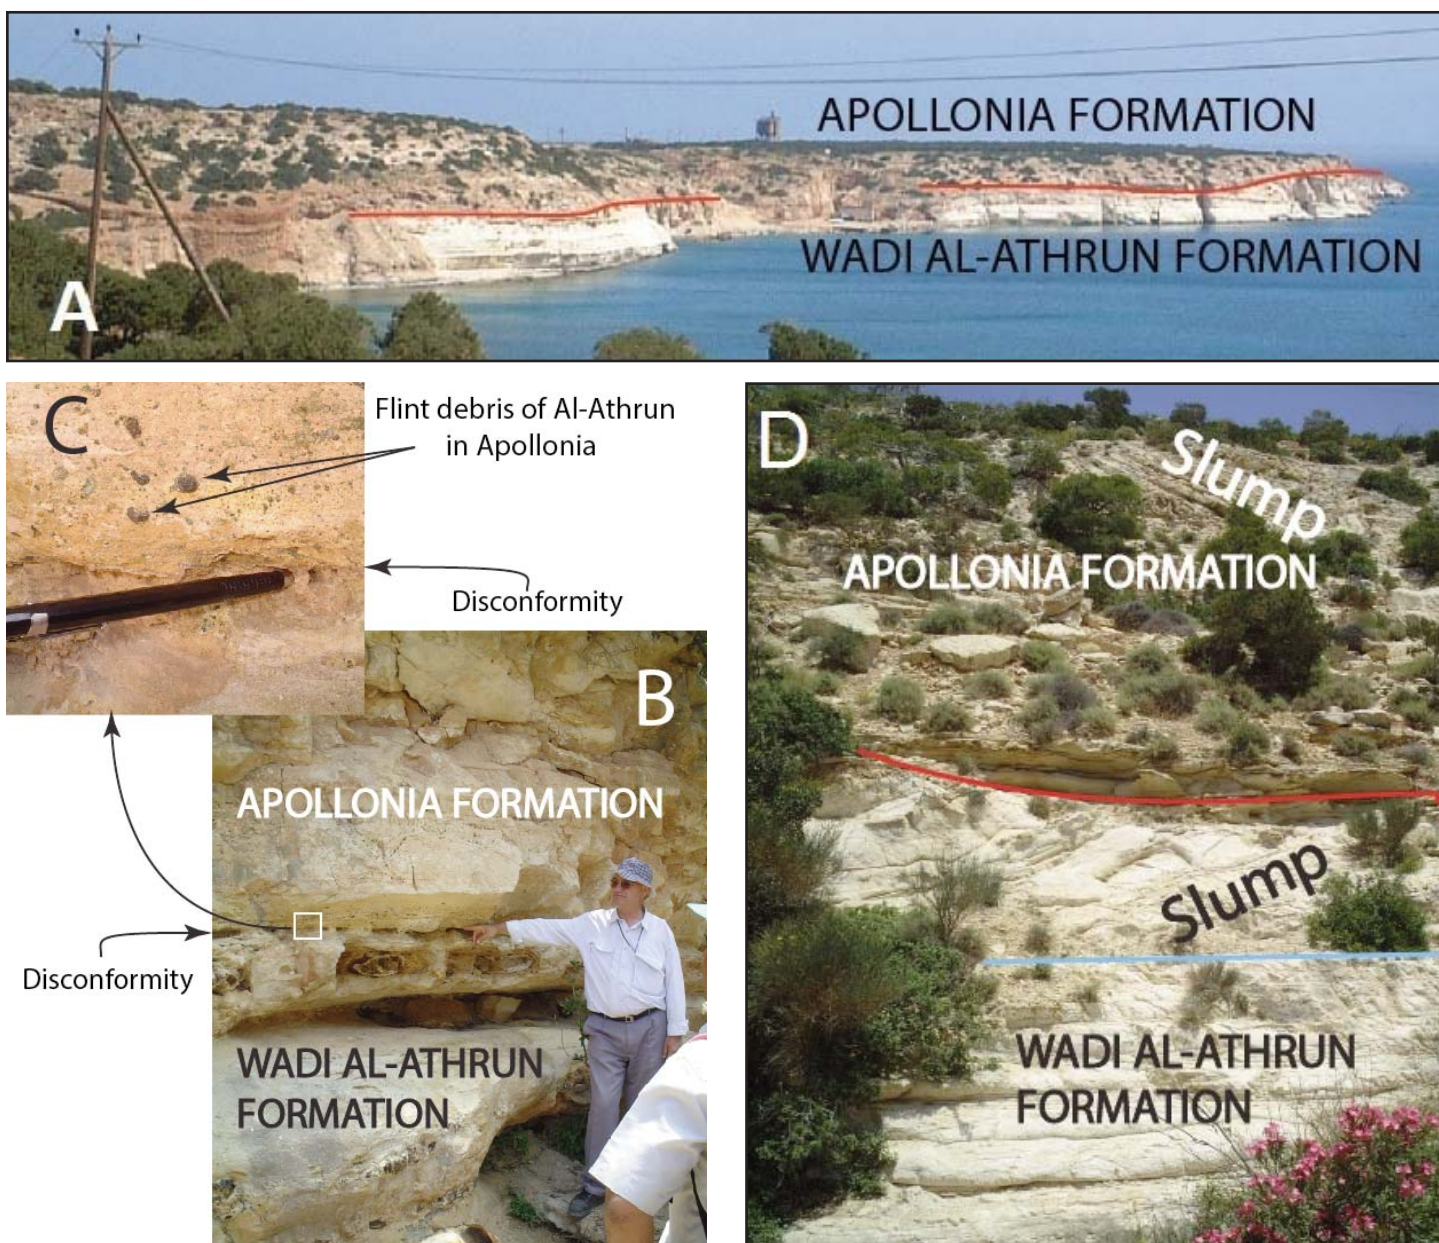 APOLLONIA FORMATION
WADI AL-ATHRUN FORMATION
A
C
Flint debris of Al-Athrun
in Apollonia
Disconformity
B
APOLLONIA FORMATION
Disconformity
WADI AL-ATHRUN
FORMATION
D
Slump
APOLLONIA FORMATION
Slump
WADI AL-ATHRUN
FORMATION